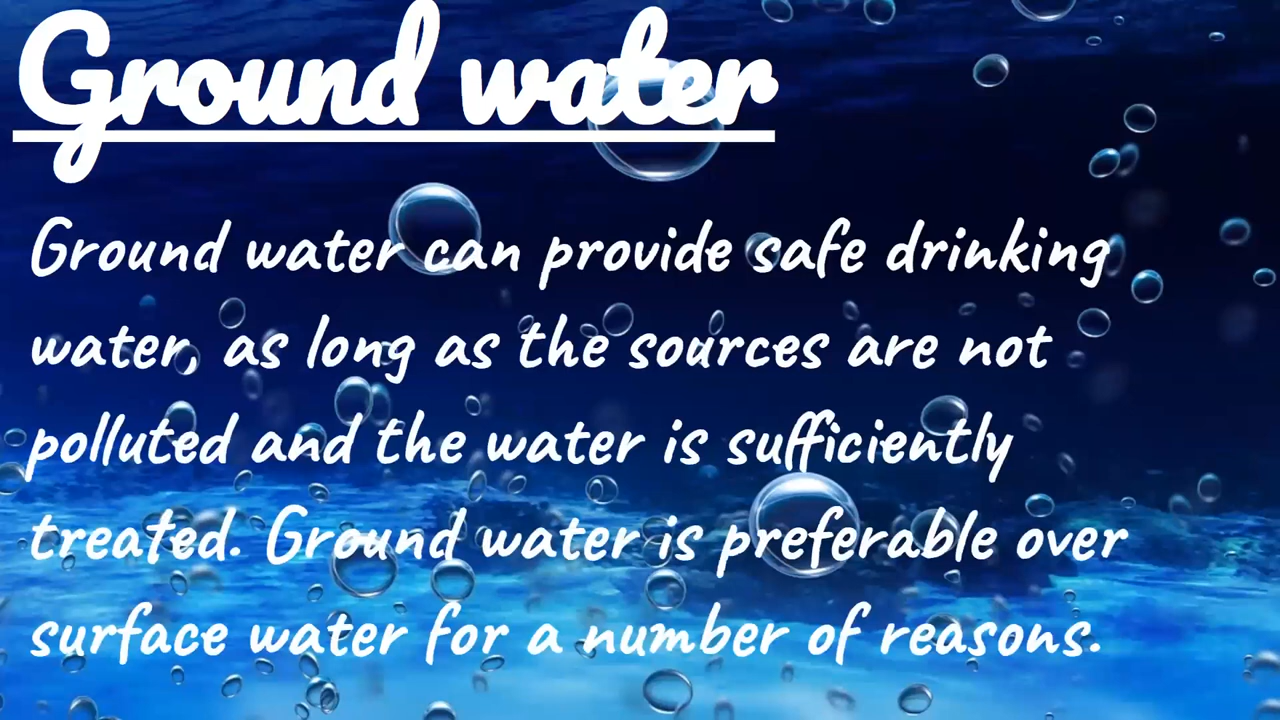 Ground water
Ground water can provide safe drinking
water, as long as the sources are not
polluted and the water is sufficiently
treated. Ground water is preferable over
surface water for a number of reasons.